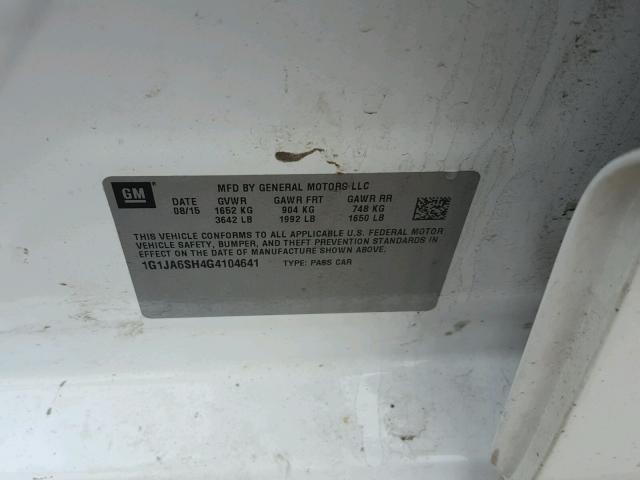 GM
MFD BY GENERAL MOTORS LLC
DATE GVWR GAWR FRT GAWR RR
08/15 1652 KG 904 KG 748 KG
3642 LB 1992 LB 1650 LB
THIS VEHICLE CONFORMS TO ALL APPLICABLE U.S. FEDERAL MOTOR
VEHICLE SAFETY, BUMPER, AND THEFT PREVENTION STANDARDS IN
EFFECT ON THE DATE OF MANUFACTURE SHOWN ABOVE.
1G1JA6SH4G4104641 TYPE: PASS CAR